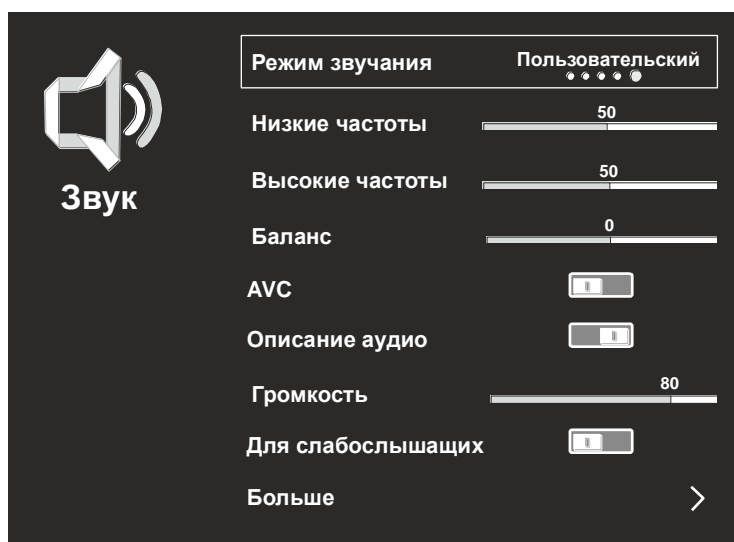 Звук
Режим звучания Пользовательский
Низкие частоты 50
Высокие частоты 50
Баланс 0
AVC
Описание аудио
Громкость 80
Для слабослышащих
Больше